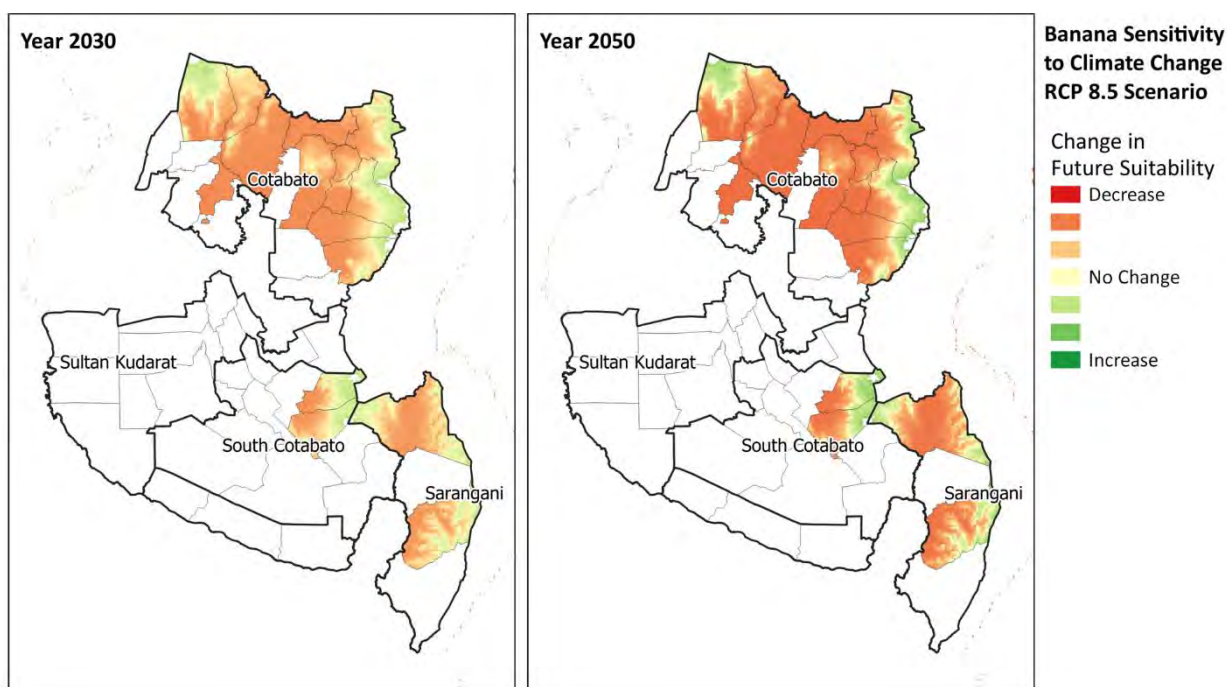 Year 2030
Cotabato
Sultan Kudarat
South Cotabato
Sarangani
Year 2050
Cotabato
Sultan Kudarat
South Cotabato
Sarangani
Banana Sensitivity
to Climate Change
RCP 8.5 Scenario
Change in
Future Suitability
Decrease
No Change
Increase